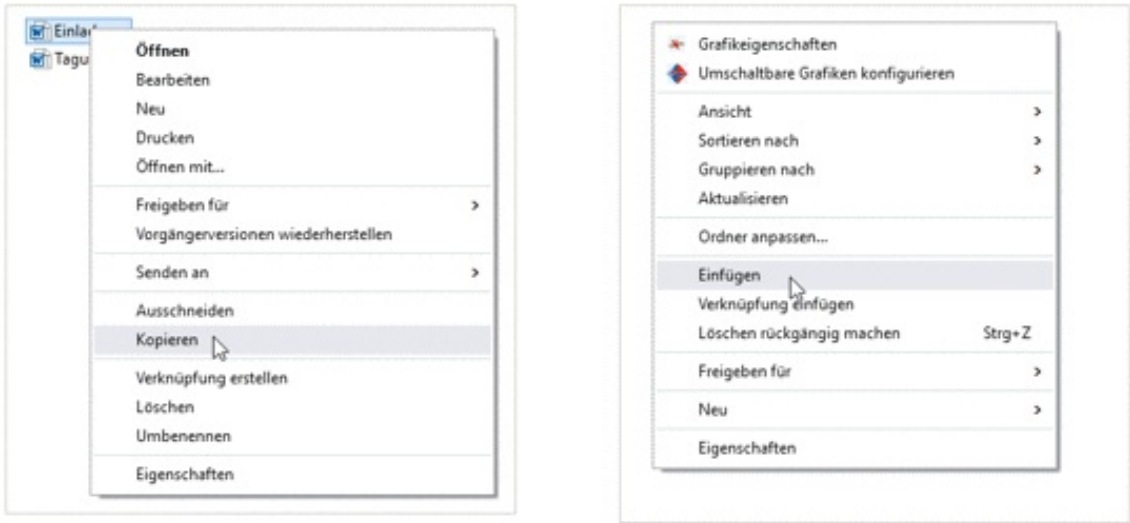 Einlad
Tagu
Öffnen
Bearbeiten
Neu
Drucken
Öffnen mit...
Freigeben für
Vorgängerversionen wiederherstellen
Senden an
Ausschneiden
Kopieren
Verknüpfung erstellen
Löschen
Umbenennen
Eigenschaften
Grafikeigenschaften
Umschaltbare Grafiken konfigurieren
Ansicht
Sortieren nach
Gruppieren nach
Aktualisieren
Ordner anpassen...
Einfügen
Verknüpfung einfügen
Löschen rückgängig machen Strg+Z
Freigeben für
Neu
Eigenschaften